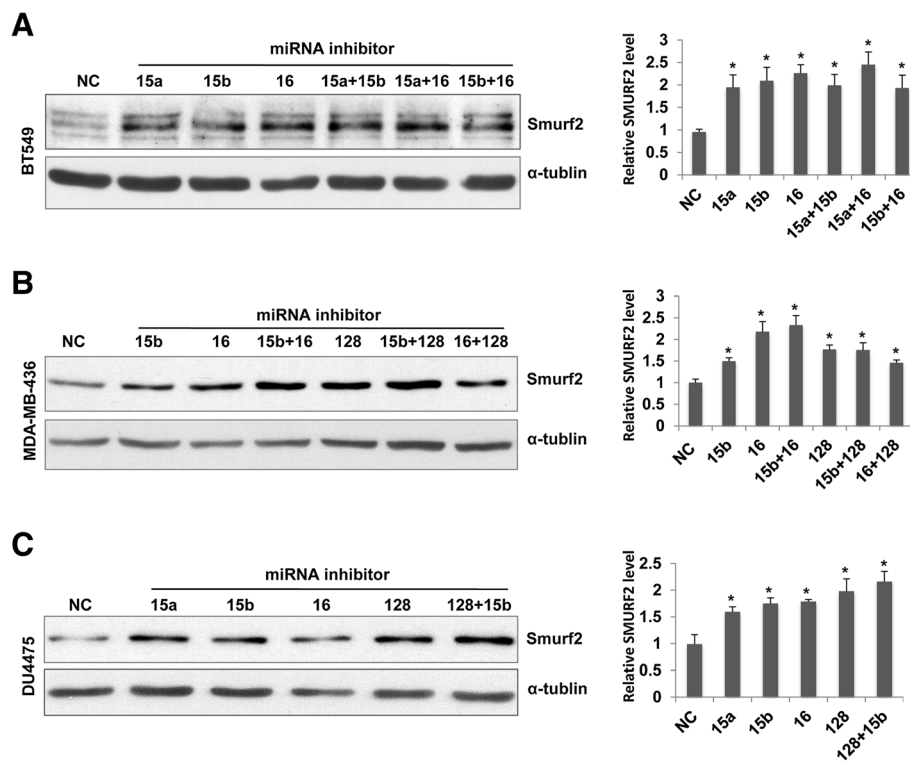 A
miRNA inhibitor
NC 15a 15b 16 15a+15b 15a+16 15b+16
BT549
Smurf2
α-tublin
Relative SMURF2 level
3
2.5
2
1.5
1
0.5
0
* * * * * *
NC 15a 15b 16 15a+15b 15a+16 15b+16
B
miRNA inhibitor
NC 15b 16 15b+16 128 15b+128 16+128
MDA-MB-436
Smurf2
α-tublin
Relative SMURF2 level
3
2.5
2
1.5
1
0.5
0
* * * * * *
NC 15b 16 15b+16 128 15b+128 16+128
C
miRNA inhibitor
NC 15a 15b 16 128 128+15b
DU4475
Smurf2
α-tublin
Relative SMURF2 level
2.5
2
1.5
1
0.5
0
* * * * *
NC 15a 15b 16 128 128+15b